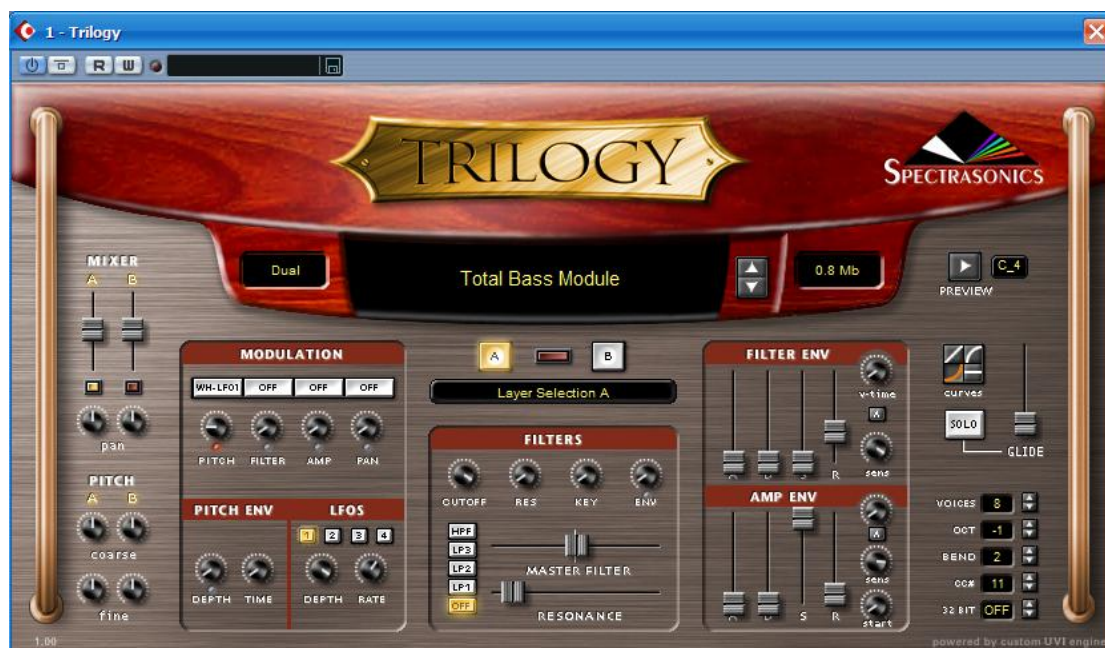 1 - Trilogy
R W
TRILOGY
SPECTRASONICS
Dual
Total Bass Module
0.8 Mb
PREVIEW
C_4
MIXER
A B
pan
PITCH
A B
coarse
fine
MODULATION
WH-LFO1 OFF OFF OFF
PITCH FILTER AMP PAN
PITCH ENV
DEPTH TIME
LFOS
1 2 3 4
DEPTH RATE
A B
Layer Selection A
FILTERS
CUTOFF RES KEY ENV
HPF
LP3
LP2
LP1
OFF
MASTER FILTER
RESONANCE
FILTER ENV
v-time
R
sens
AMP ENV
S R
sens
start
curves
SOLO
GLIDE
VOICES 8
OCT -1
BEND 2
CC# 11
32 BIT OFF
1.00
powered by custom UVI engine